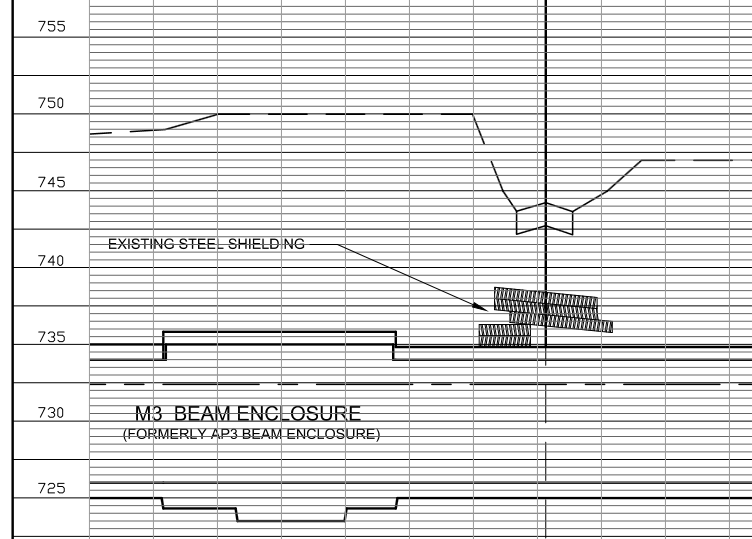 755
750
745
EXISTING STEEL SHIELDING
740
735
730
M3 BEAM ENCLOSURE
(FORMERLY AP3 BEAM ENCLOSURE)
725